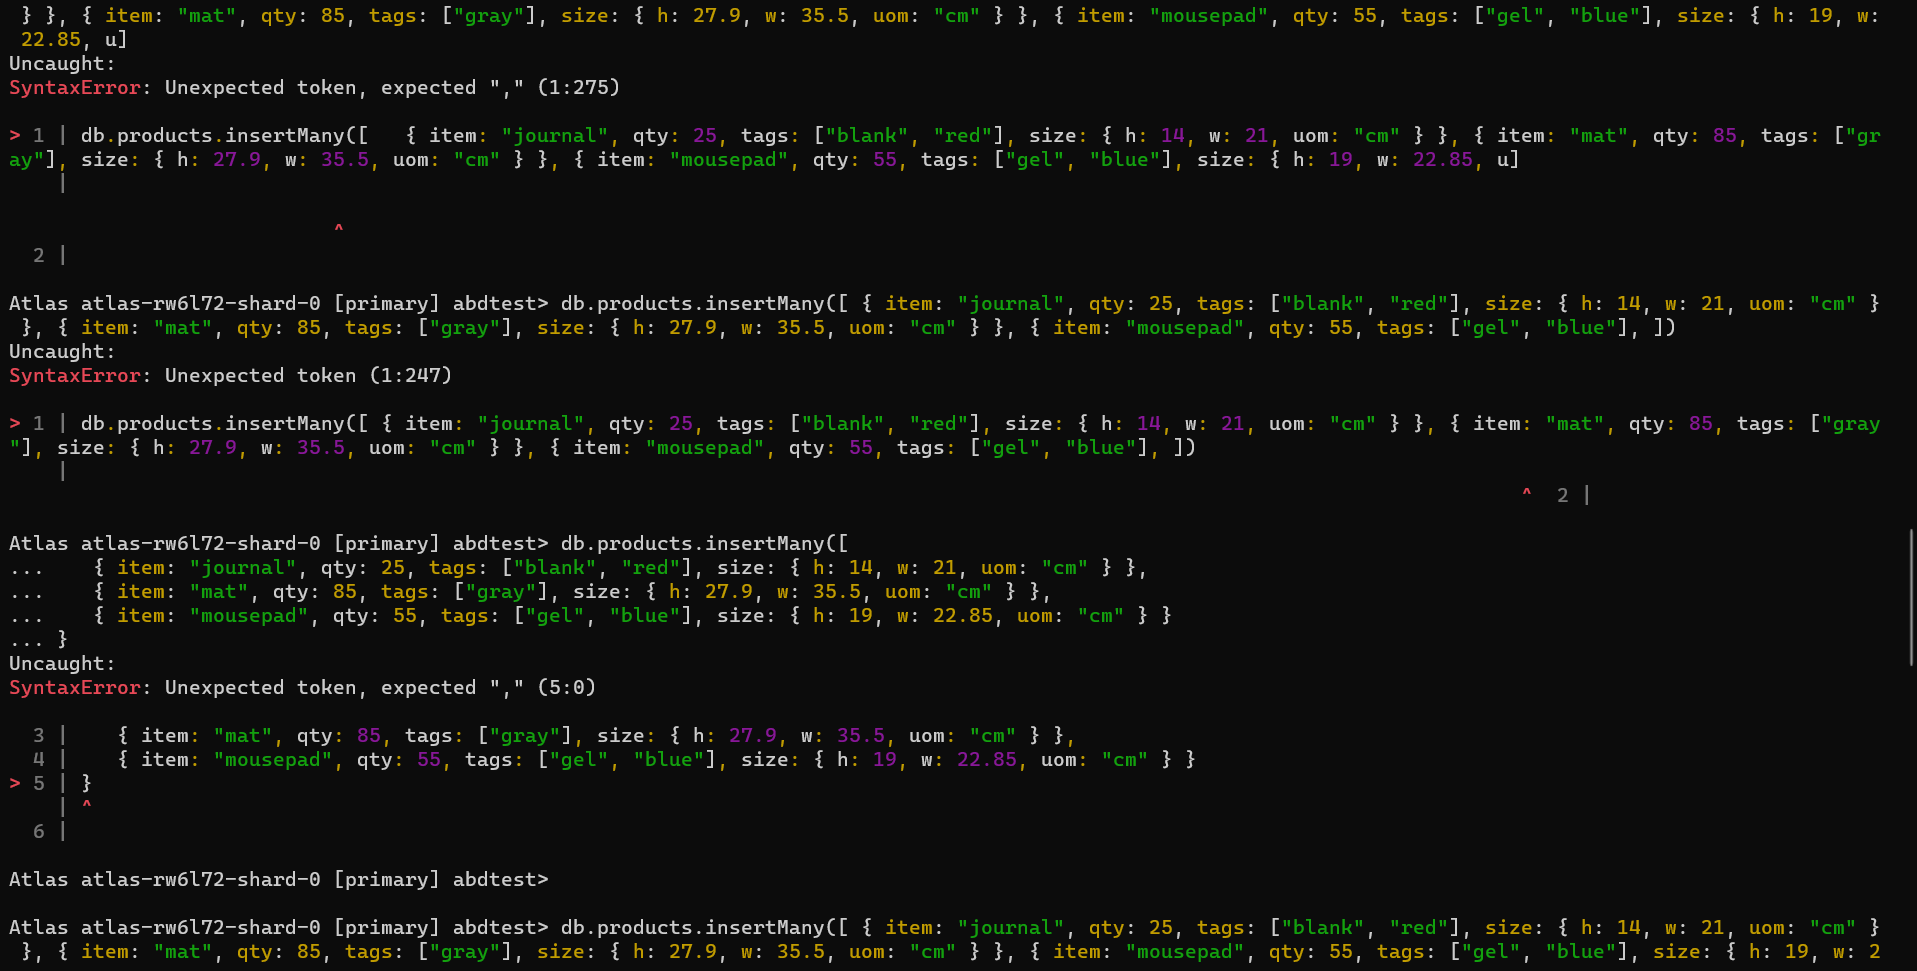 } }, { item: "mat", qty: 85, tags: ["gray"], size: { h: 27.9, w: 35.5, uom: "cm" } }, { item: "mousepad", qty: 55, tags: ["gel", "blue"], size: { h: 19, w:
22.85, u]
Uncaught:
SyntaxError: Unexpected token, expected "," (1:275)
> 1 | db.products.insertMany([   { item: "journal", qty: 25, tags: ["blank", "red"], size: { h: 14, w: 21, uom: "cm" } }, { item: "mat", qty: 85, tags: ["gr
ay"], size: { h: 27.9, w: 35.5, uom: "cm" } }, { item: "mousepad", qty: 55, tags: ["gel", "blue"], size: { h: 19, w: 22.85, u]
|
^
2 |
Atlas atlas-rw6l72-shard-0 [primary] abdtest> db.products.insertMany([ { item: "journal", qty: 25, tags: ["blank", "red"], size: { h: 14, w: 21, uom: "cm" }
}, { item: "mat", qty: 85, tags: ["gray"], size: { h: 27.9, w: 35.5, uom: "cm" } }, { item: "mousepad", qty: 55, tags: ["gel", "blue"], ])
Uncaught:
SyntaxError: Unexpected token (1:247)
> 1 | db.products.insertMany([ { item: "journal", qty: 25, tags: ["blank", "red"], size: { h: 14, w: 21, uom: "cm" } }, { item: "mat", qty: 85, tags: ["gray
"], size: { h: 27.9, w: 35.5, uom: "cm" } }, { item: "mousepad", qty: 55, tags: ["gel", "blue"], ])
|
^  2 |
Atlas atlas-rw6l72-shard-0 [primary] abdtest> db.products.insertMany([
...    { item: "journal", qty: 25, tags: ["blank", "red"], size: { h: 14, w: 21, uom: "cm" } },
...    { item: "mat", qty: 85, tags: ["gray"], size: { h: 27.9, w: 35.5, uom: "cm" } },
...    { item: "mousepad", qty: 55, tags: ["gel", "blue"], size: { h: 19, w: 22.85, uom: "cm" } }
... }
Uncaught:
SyntaxError: Unexpected token, expected "," (5:0)
3 |    { item: "mat", qty: 85, tags: ["gray"], size: { h: 27.9, w: 35.5, uom: "cm" } },
4 |    { item: "mousepad", qty: 55, tags: ["gel", "blue"], size: { h: 19, w: 22.85, uom: "cm" } }
> 5 | }
| ^
6 |
Atlas atlas-rw6l72-shard-0 [primary] abdtest>
Atlas atlas-rw6l72-shard-0 [primary] abdtest> db.products.insertMany([ { item: "journal", qty: 25, tags: ["blank", "red"], size: { h: 14, w: 21, uom: "cm" }
}, { item: "mat", qty: 85, tags: ["gray"], size: { h: 27.9, w: 35.5, uom: "cm" } }, { item: "mousepad", qty: 55, tags: ["gel", "blue"], size: { h: 19, w: 2